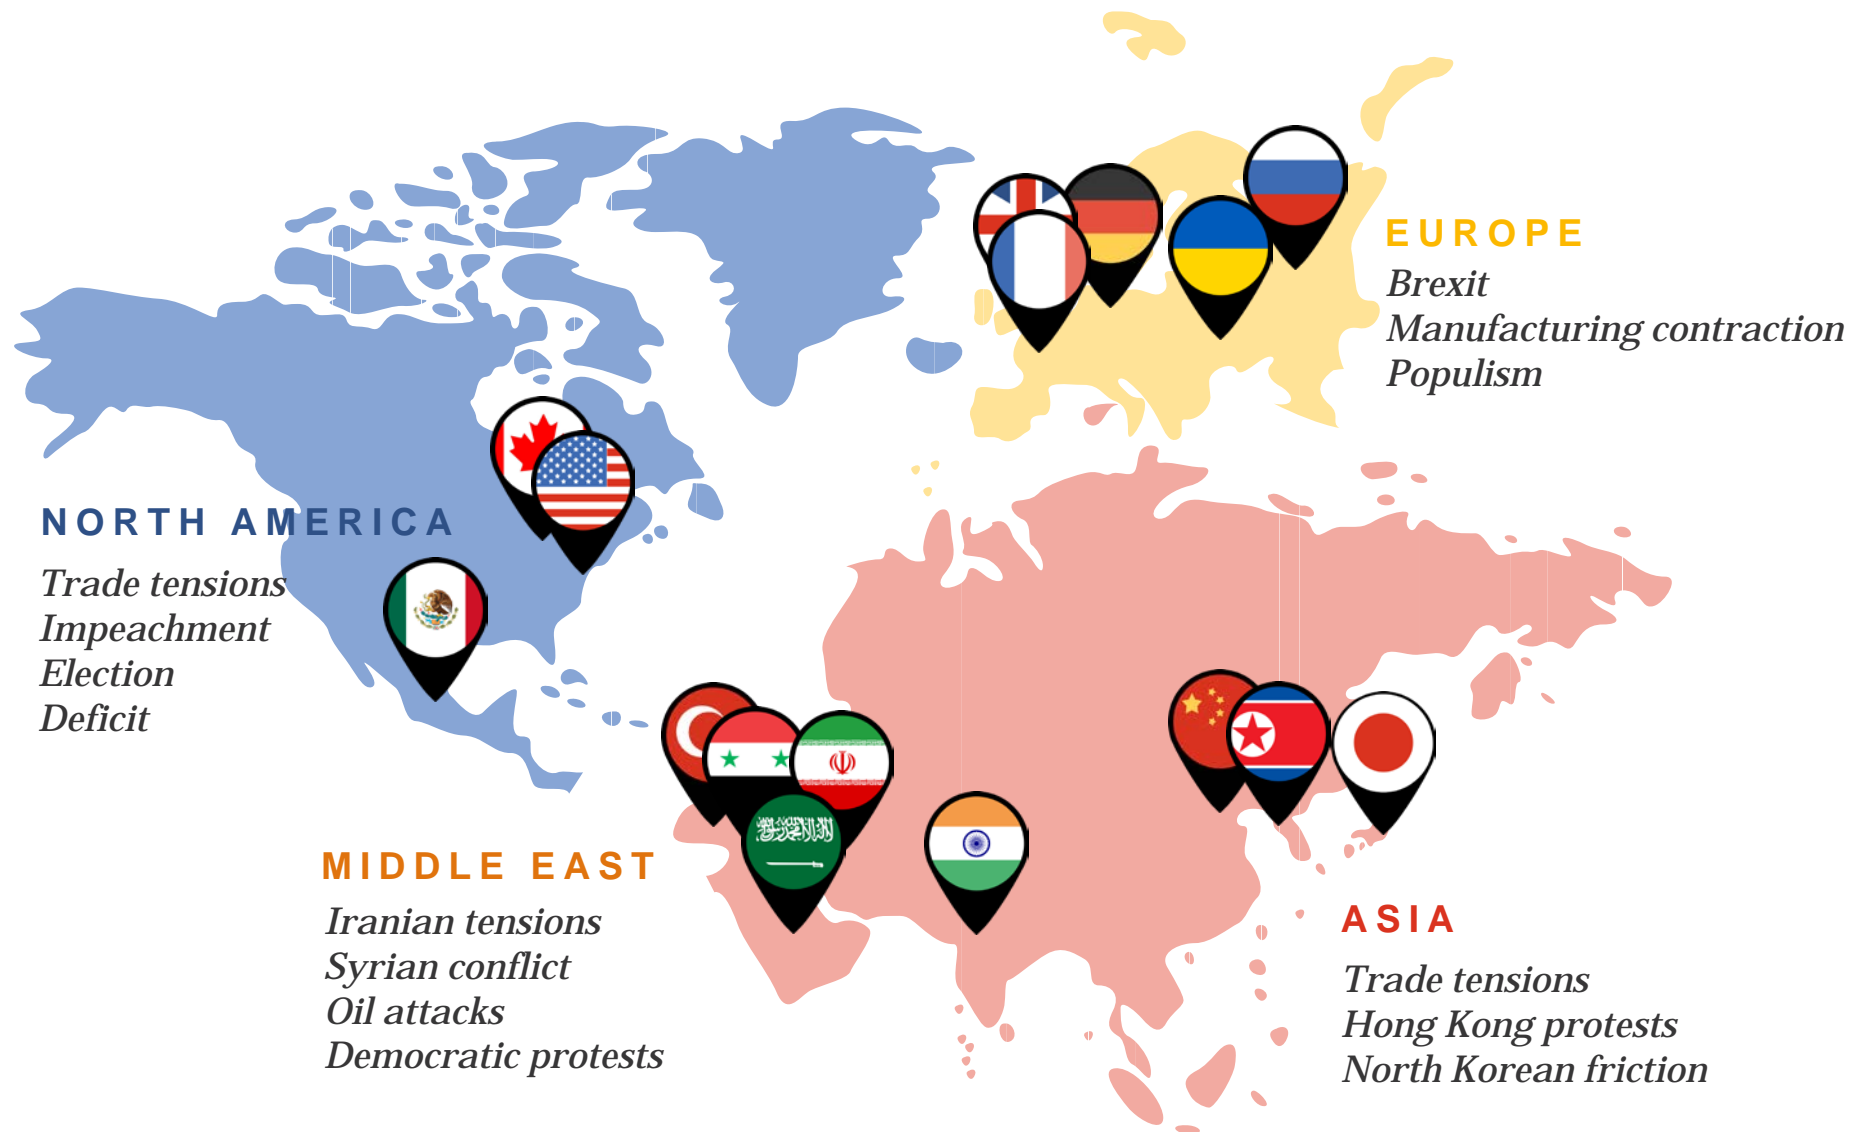 EUROPE
Brexit
Manufacturing contraction
Populism
NORTH AMERICA
Trade tensions
Impeachment
Election
Deficit
MIDDLE EAST
Iranian tensions
Syrian conflict
Oil attacks
Democratic protests
ASIA
Trade tensions
Hong Kong protests
North Korean friction